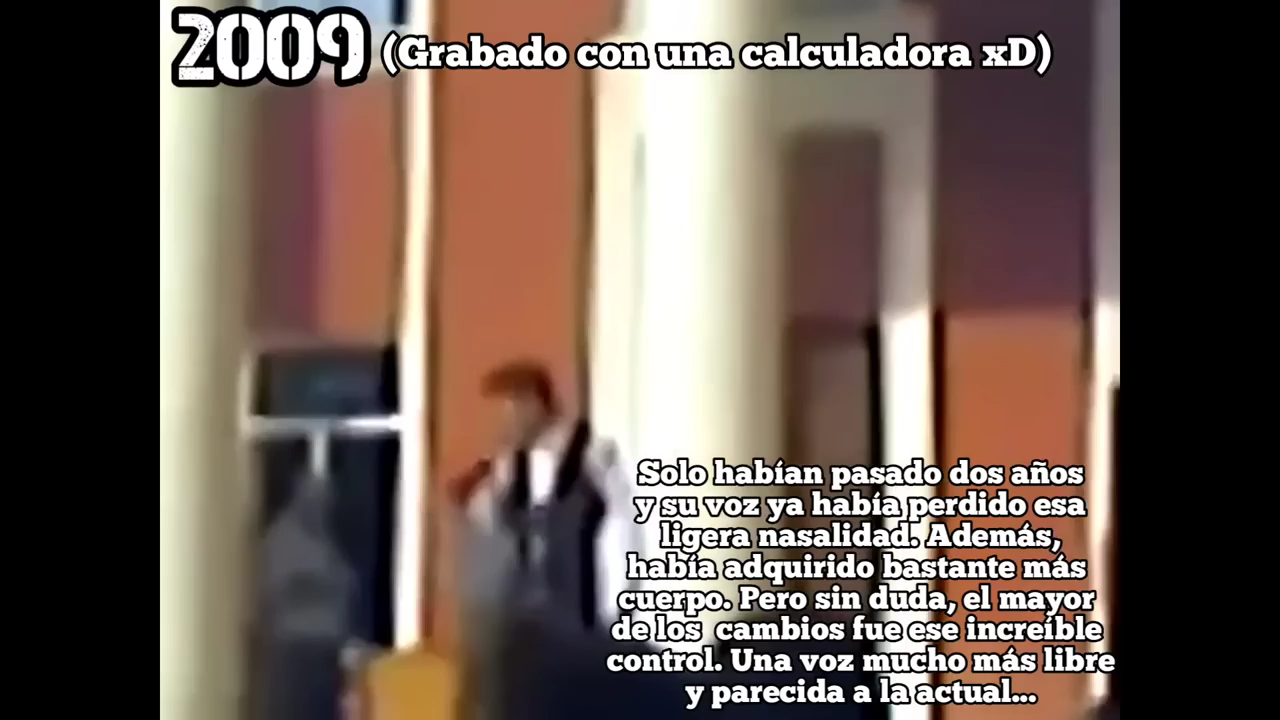 2009 (Grabado con una calculadora xD)
Solo habían pasado dos años
y su voz ya había perdido esa
ligera nasalidad. Además,
había adquirido bastante más
cuerpo. Pero sin duda, el mayor
de los cambios fue ese increíble
control. Una voz mucho más libre
y parecida a la actual...